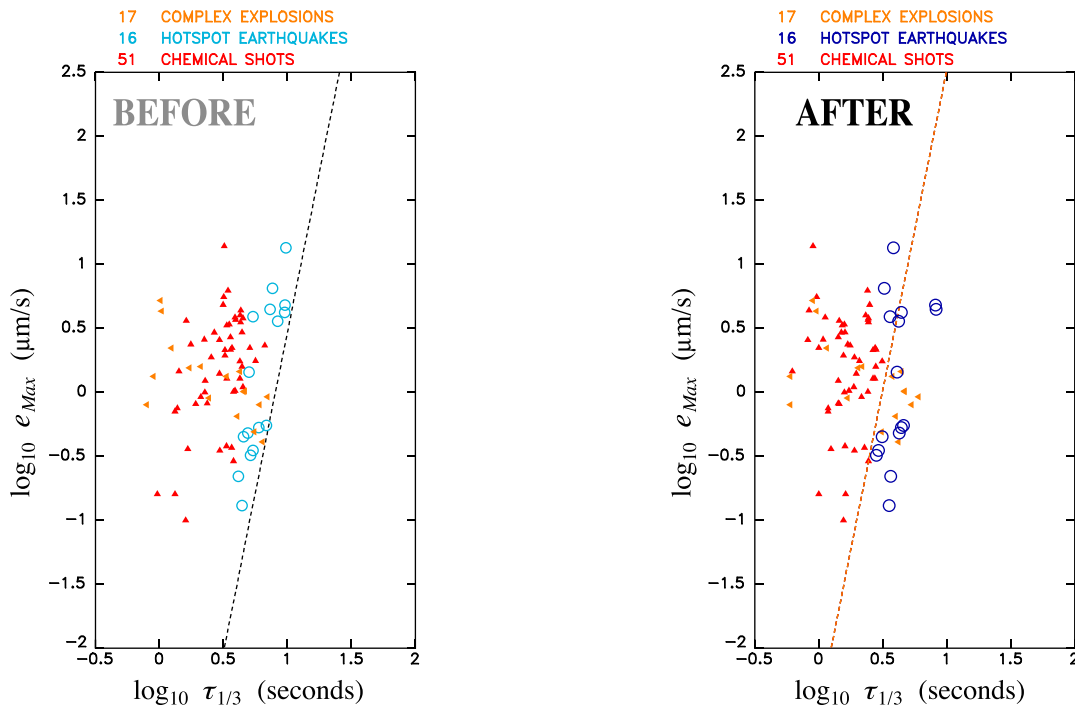 17 COMPLEX EXPLOSIONS
16 HOTSPOT EARTHQUAKES
51 CHEMICAL SHOTS
BEFORE
2.5
2
1.5
1
0.5
0
−0.5
−1
−1.5
−2
log10 eMax (μm/s)
−0.5 0 0.5 1 1.5 2
log10 τ1/3 (seconds)
17 COMPLEX EXPLOSIONS
16 HOTSPOT EARTHQUAKES
51 CHEMICAL SHOTS
AFTER
2.5
2
1.5
1
0.5
0
−0.5
−1
−1.5
−2
log10 eMax (μm/s)
−0.5 0 0.5 1 1.5 2
log10 τ1/3 (seconds)